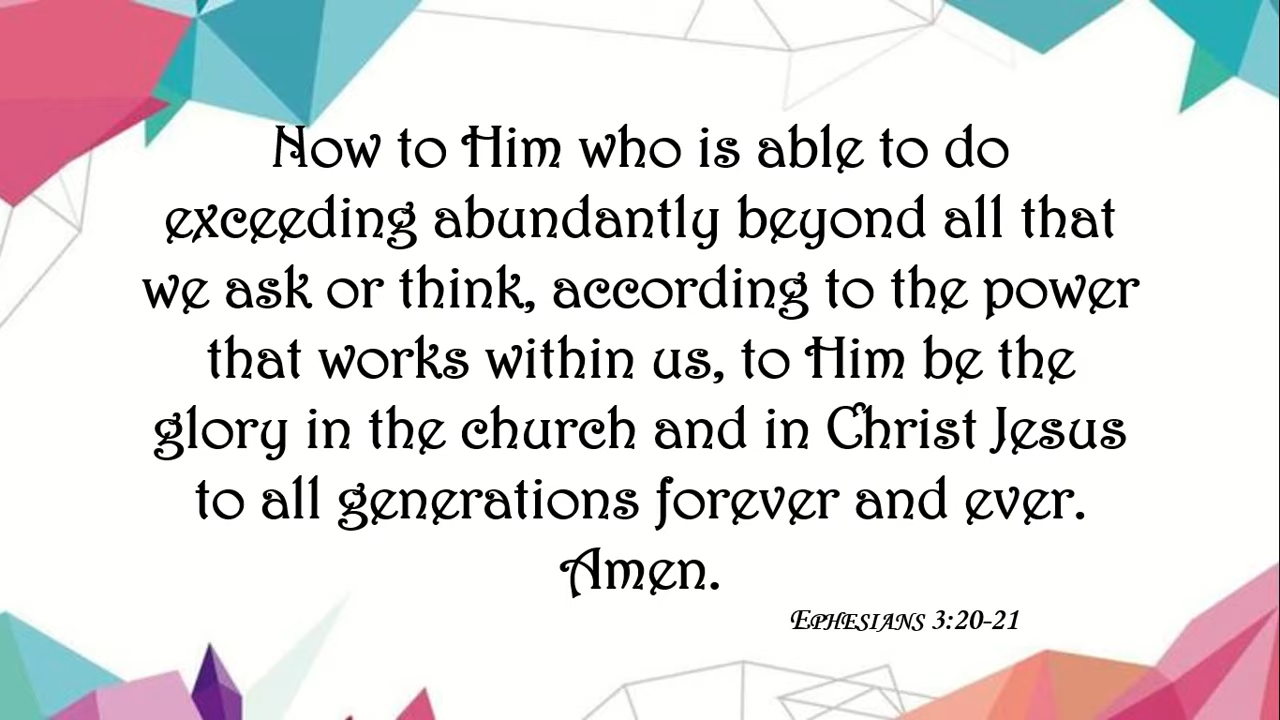 Now to Him who is able to do
exceeding abundantly beyond all that
we ask or think, according to the power
that works within us, to Him be the
glory in the church and in Christ Jesus
to all generations forever and ever.
Amen.
EPHESIANS 3:20-21